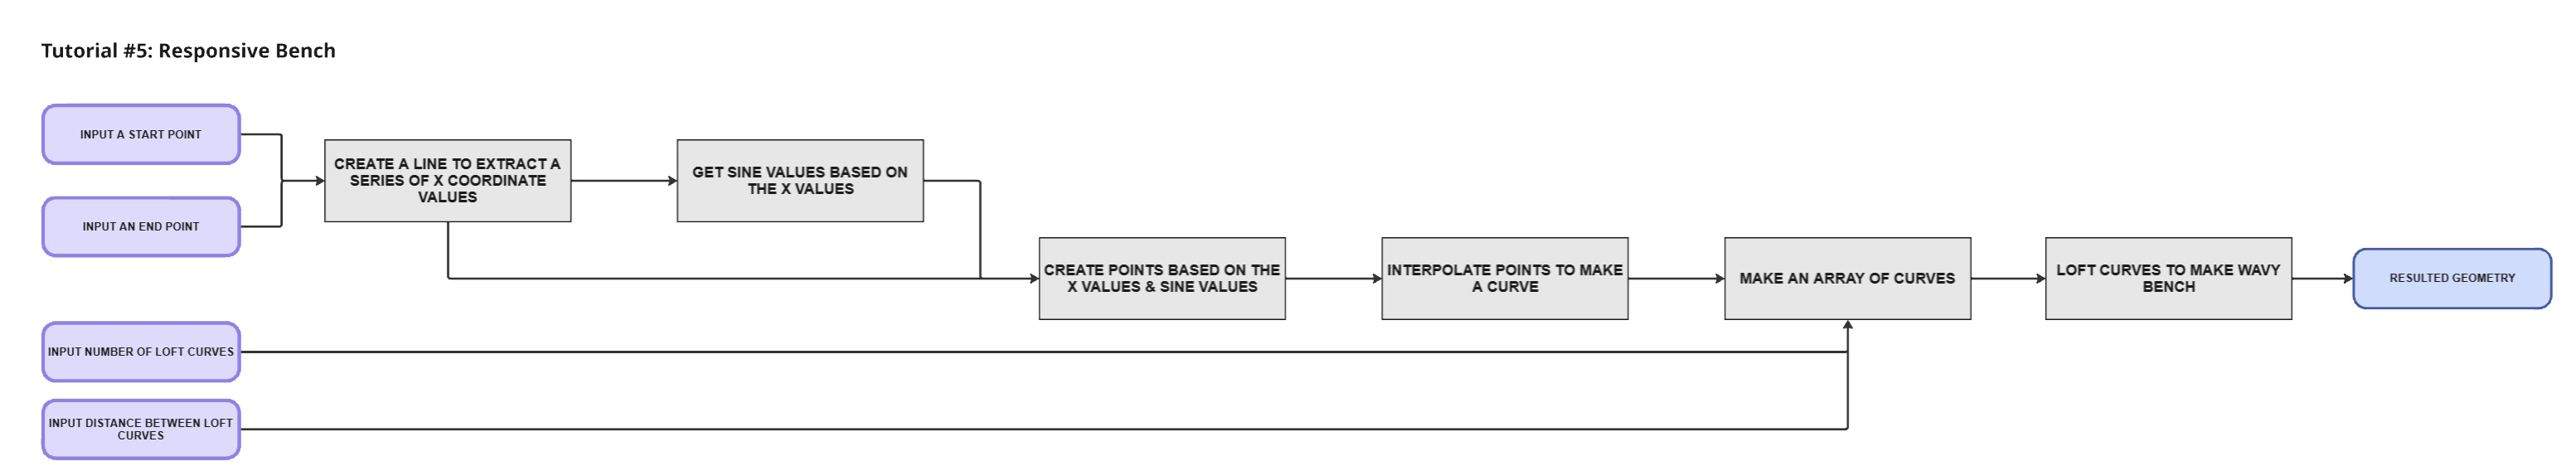 Tutorial #5: Responsive Bench
INPUT A START POINT
INPUT AN END POINT
CREATE A LINE TO EXTRACT A
SERIES OF X COORDINATE
VALUES
GET SINE VALUES BASED ON
THE X VALUES
CREATE POINTS BASED ON THE
X VALUES & SINE VALUES
INTERPOLATE POINTS TO MAKE
A CURVE
MAKE AN ARRAY OF CURVES
LOFT CURVES TO MAKE WAVY
BENCH
RESULTED GEOMETRY
INPUT NUMBER OF LOFT CURVES
INPUT DISTANCE BETWEEN LOFT
CURVES